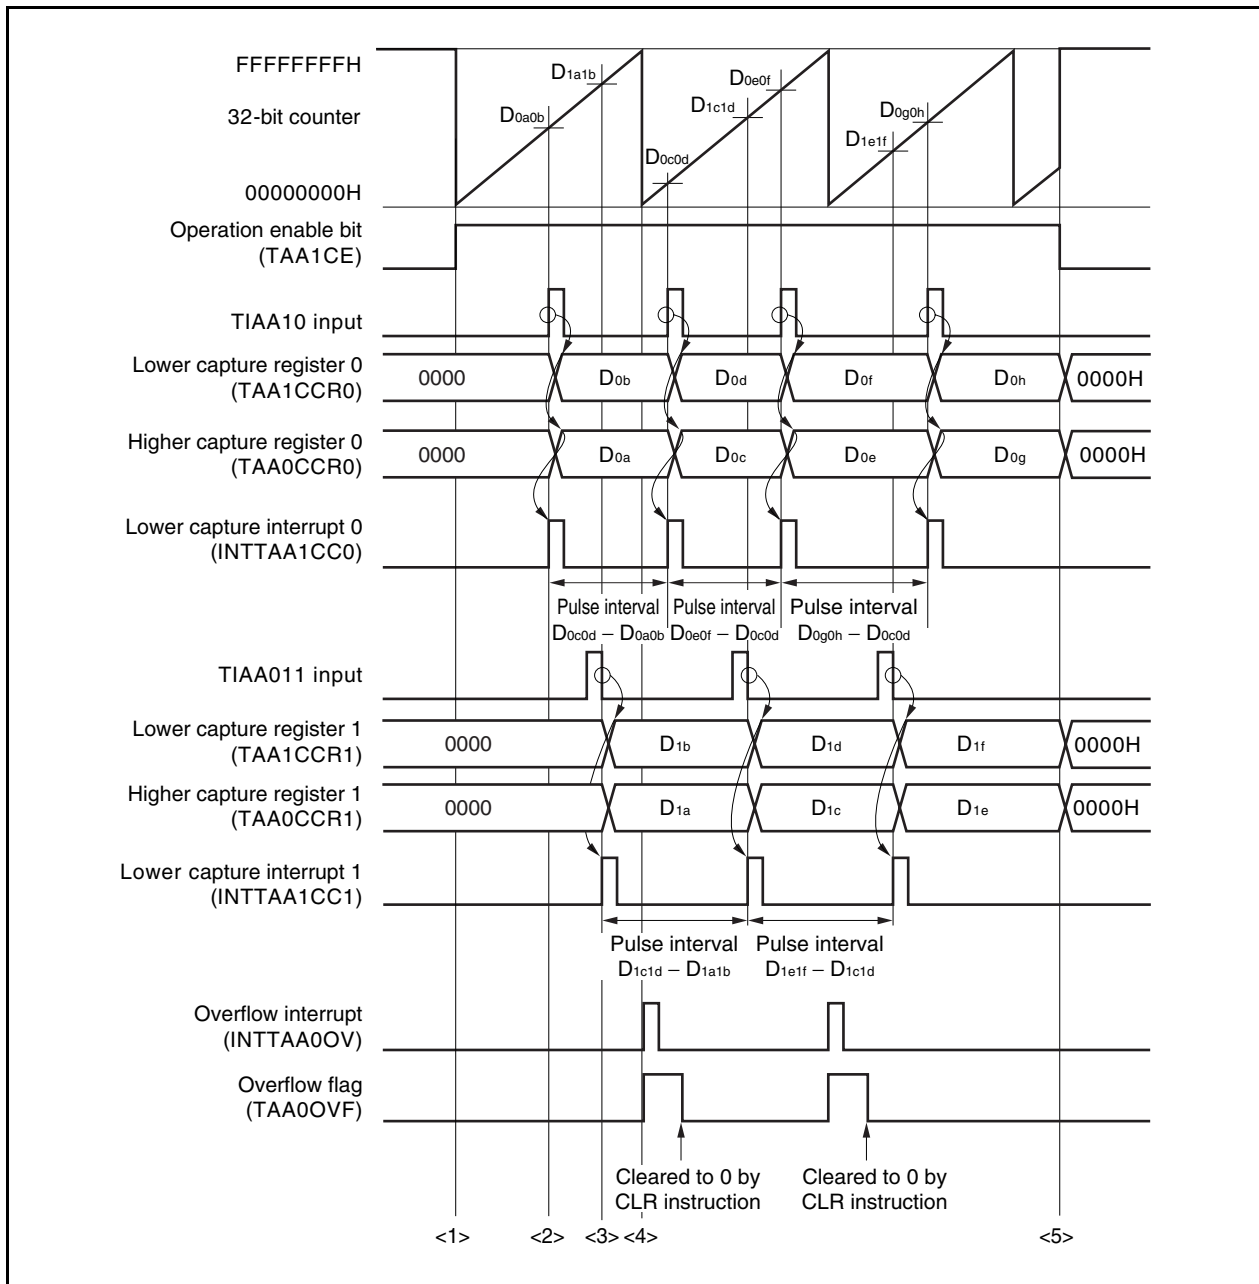 FFFFFFFFH
32-bit counter
00000000H
D0a0b
D1a1b
D0c0d
D1c1d
D0e0f
D1e1f
D0g0h
Operation enable bit
(TAA1CE)
TIAA10 input
Lower capture register 0
(TAA1CCR0)
0000 D0b D0d D0f D0h 0000H
Higher capture register 0
(TAA0CCR0)
0000 D0a D0c D0e D0g 0000H
Lower capture interrupt 0
(INTTAA1CC0)
Pulse interval Pulse interval Pulse interval
D0c0d – D0a0b D0e0f – D0c0d D0g0h – D0c0d
TIAA011 input
Lower capture register 1
(TAA1CCR1)
0000 D1b D1d D1f 0000H
Higher capture register 1
(TAA0CCR1)
0000 D1a D1c D1e 0000H
Lower capture interrupt 1
(INTTAA1CC1)
Pulse interval Pulse interval
D1c1d – D1a1b D1e1f – D1c1d
Overflow interrupt
(INTTAA0OV)
Overflow flag
(TAA0OVF)
Cleared to 0 by Cleared to 0 by
CLR instruction CLR instruction
<1> <2> <3> <4> <5>